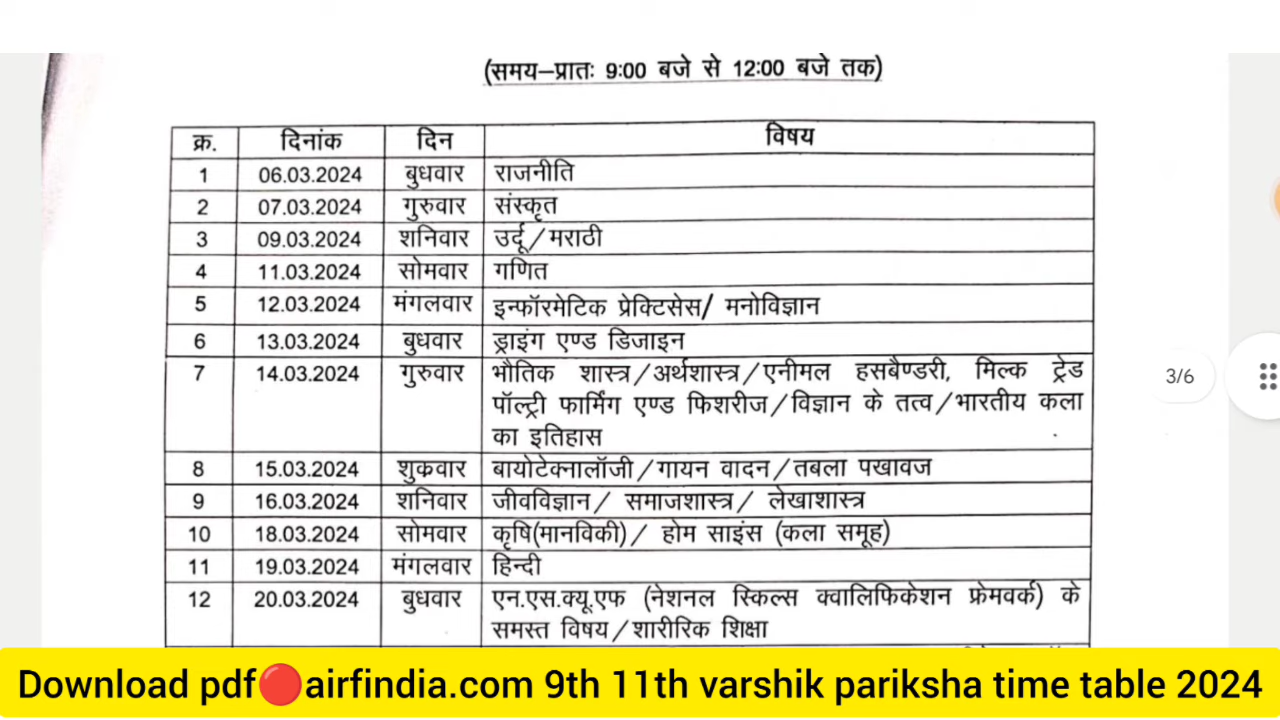 (समय–प्रातः 9:00 बजे से 12:00 बजे तक)
क्र. दिनांक दिन विषय
1 06.03.2024 बुधवार राजनीति
2 07.03.2024 गुरुवार संस्कृत
3 09.03.2024 शनिवार उर्दू/मराठी
4 11.03.2024 सोमवार गणित
5 12.03.2024 मंगलवार इन्फॉरमेटिक प्रेक्टिसेस/ मनोविज्ञान
6 13.03.2024 बुधवार ड्राइंग एण्ड डिजाइन
7 14.03.2024 गुरुवार भौतिक शास्त्र/अर्थशास्त्र/एनीमल हसबैण्डरी, मिल्क ट्रेड
पॉल्ट्री फार्मिंग एण्ड फिशरीज/विज्ञान के तत्व/भारतीय कला
का इतिहास
8 15.03.2024 शुक्रवार बायोटेक्नालॉजी/गायन वादन/तबला पखावज
9 16.03.2024 शनिवार जीवविज्ञान/ समाजशास्त्र/ लेखाशास्त्र
10 18.03.2024 सोमवार कृषि(मानविकी)/ होम साइंस (कला समूह)
11 19.03.2024 मंगलवार हिन्दी
12 20.03.2024 बुधवार एन.एस.क्यू.एफ (नेशनल स्किल्स क्वालिफिकेशन फ्रेमवर्क) के
समस्त विषय/शारीरिक शिक्षा
3/6
Download pdf🔴airfindia.com 9th 11th varshik pariksha time table 2024